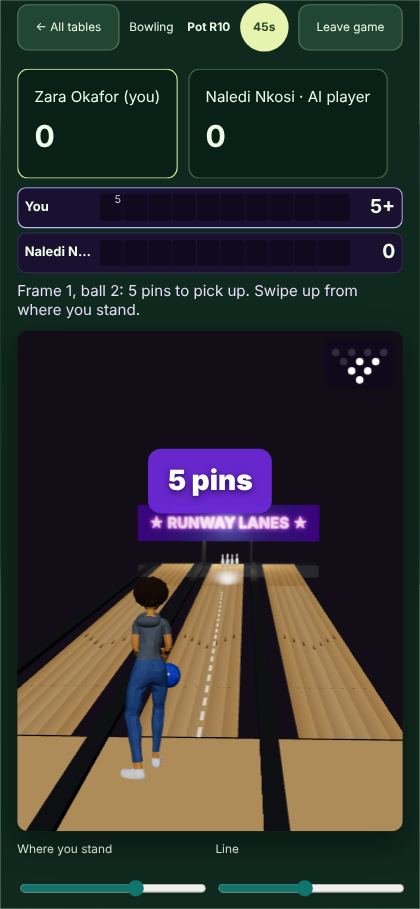 ← All tables
Bowling
Pot R10
45s
Leave game
Zara Okafor (you)
0
Naledi Nkosi · AI player
0
5
You
5+
Naledi N...
0
Frame 1, ball 2: 5 pins to pick up. Swipe up from
where you stand.
5 pins
★ RUNWAY LANES ★
Where you stand
Line